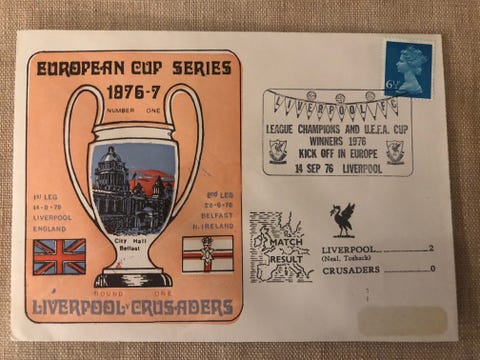 EUROPEAN CUP SERIES
1976-7
NUMBER ONE
1ST LEG
14-9-76
LIVERPOOL
ENGLAND
2ND LEG
28-9-76
BELFAST
N. IRELAND
City Hall
Belfast
ROUND ONE
LIVERPOOL V CRUSADERS
6½P
LIVERPOOL FC
LEAGUE CHAMPIONS AND U.E.F.A. CUP
WINNERS 1976
KICK OFF IN EUROPE
14 SEP 76 LIVERPOOL
MATCH
RESULT
LIVERPOOL 2
(Neal, Toshack)
CRUSADERS 0